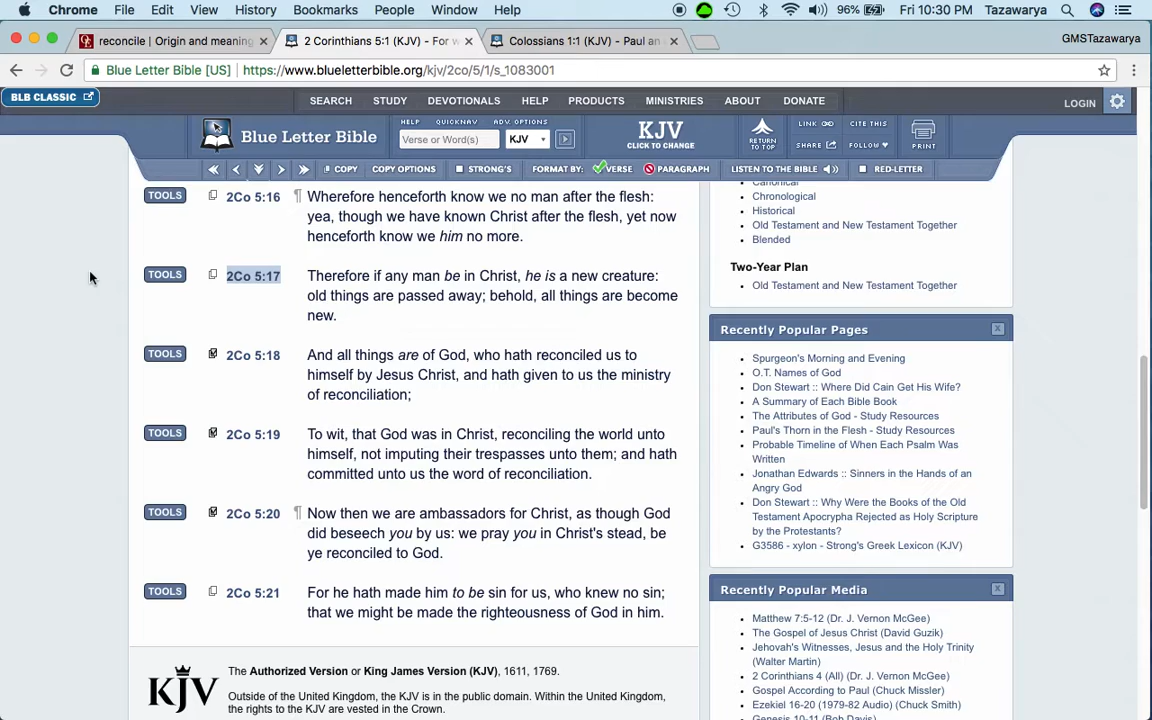 Chrome File Edit View History Bookmarks People Window Help 96% Fri 10:30 PM Tazawarya
reconcile | Origin and meaning
2 Corinthians 5:1 (KJV) - For w
Colossians 1:1 (KJV) - Paul an
GMSTazawarya
Blue Letter Bible [US] https://www.blueletterbible.org/kjv/2co/5/1/s_1083001
BLB CLASSIC
SEARCH STUDY DEVOTIONALS HELP PRODUCTS MINISTRIES ABOUT DONATE LOGIN
Blue Letter Bible
HELP QUICKNAV ADV. OPTIONS
Verse or Word(s) KJV
KJV
CLICK TO CHANGE
RETURN
TO TOP
LINK CITE THIS
SHARE FOLLOW
PRINT
COPY COPY OPTIONS STRONG'S FORMAT BY: VERSE PARAGRAPH LISTEN TO THE BIBLE RED-LETTER
TOOLS 2Co 5:16 ¶ Wherefore henceforth know we no man after the flesh:
yea, though we have known Christ after the flesh, yet now
henceforth know we him no more.
TOOLS 2Co 5:17 Therefore if any man be in Christ, he is a new creature:
old things are passed away; behold, all things are become
new.
TOOLS 2Co 5:18 And all things are of God, who hath reconciled us to
himself by Jesus Christ, and hath given to us the ministry
of reconciliation;
TOOLS 2Co 5:19 To wit, that God was in Christ, reconciling the world unto
himself, not imputing their trespasses unto them; and hath
committed unto us the word of reconciliation.
TOOLS 2Co 5:20 ¶ Now then we are ambassadors for Christ, as though God
did beseech you by us: we pray you in Christ's stead, be
ye reconciled to God.
TOOLS 2Co 5:21 For he hath made him to be sin for us, who knew no sin;
that we might be made the righteousness of God in him.
KJV
The Authorized Version or King James Version (KJV), 1611, 1769.
Outside of the United Kingdom, the KJV is in the public domain. Within the United Kingdom,
the rights to the KJV are vested in the Crown.
Canonical
Chronological
Historical
Old Testament and New Testament Together
Blended
Two-Year Plan
Old Testament and New Testament Together
Recently Popular Pages
Spurgeon's Morning and Evening
O.T. Names of God
Don Stewart :: Where Did Cain Get His Wife?
A Summary of Each Bible Book
The Attributes of God - Study Resources
Paul's Thorn in the Flesh - Study Resources
Probable Timeline of When Each Psalm Was
Written
Jonathan Edwards :: Sinners in the Hands of an
Angry God
Don Stewart :: Why Were the Books of the Old
Testament Apocrypha Rejected as Holy Scripture
by the Protestants?
G3586 - xylon - Strong's Greek Lexicon (KJV)
Recently Popular Media
Matthew 7:5-12 (Dr. J. Vernon McGee)
The Gospel of Jesus Christ (David Guzik)
Jehovah's Witnesses, Jesus and the Holy Trinity
(Walter Martin)
2 Corinthians 4 (All) (Dr. J. Vernon McGee)
Gospel According to Paul (Chuck Missler)
Ezekiel 16-20 (1979-82 Audio) (Chuck Smith)
Genesis 10-11 (Bob Davis)